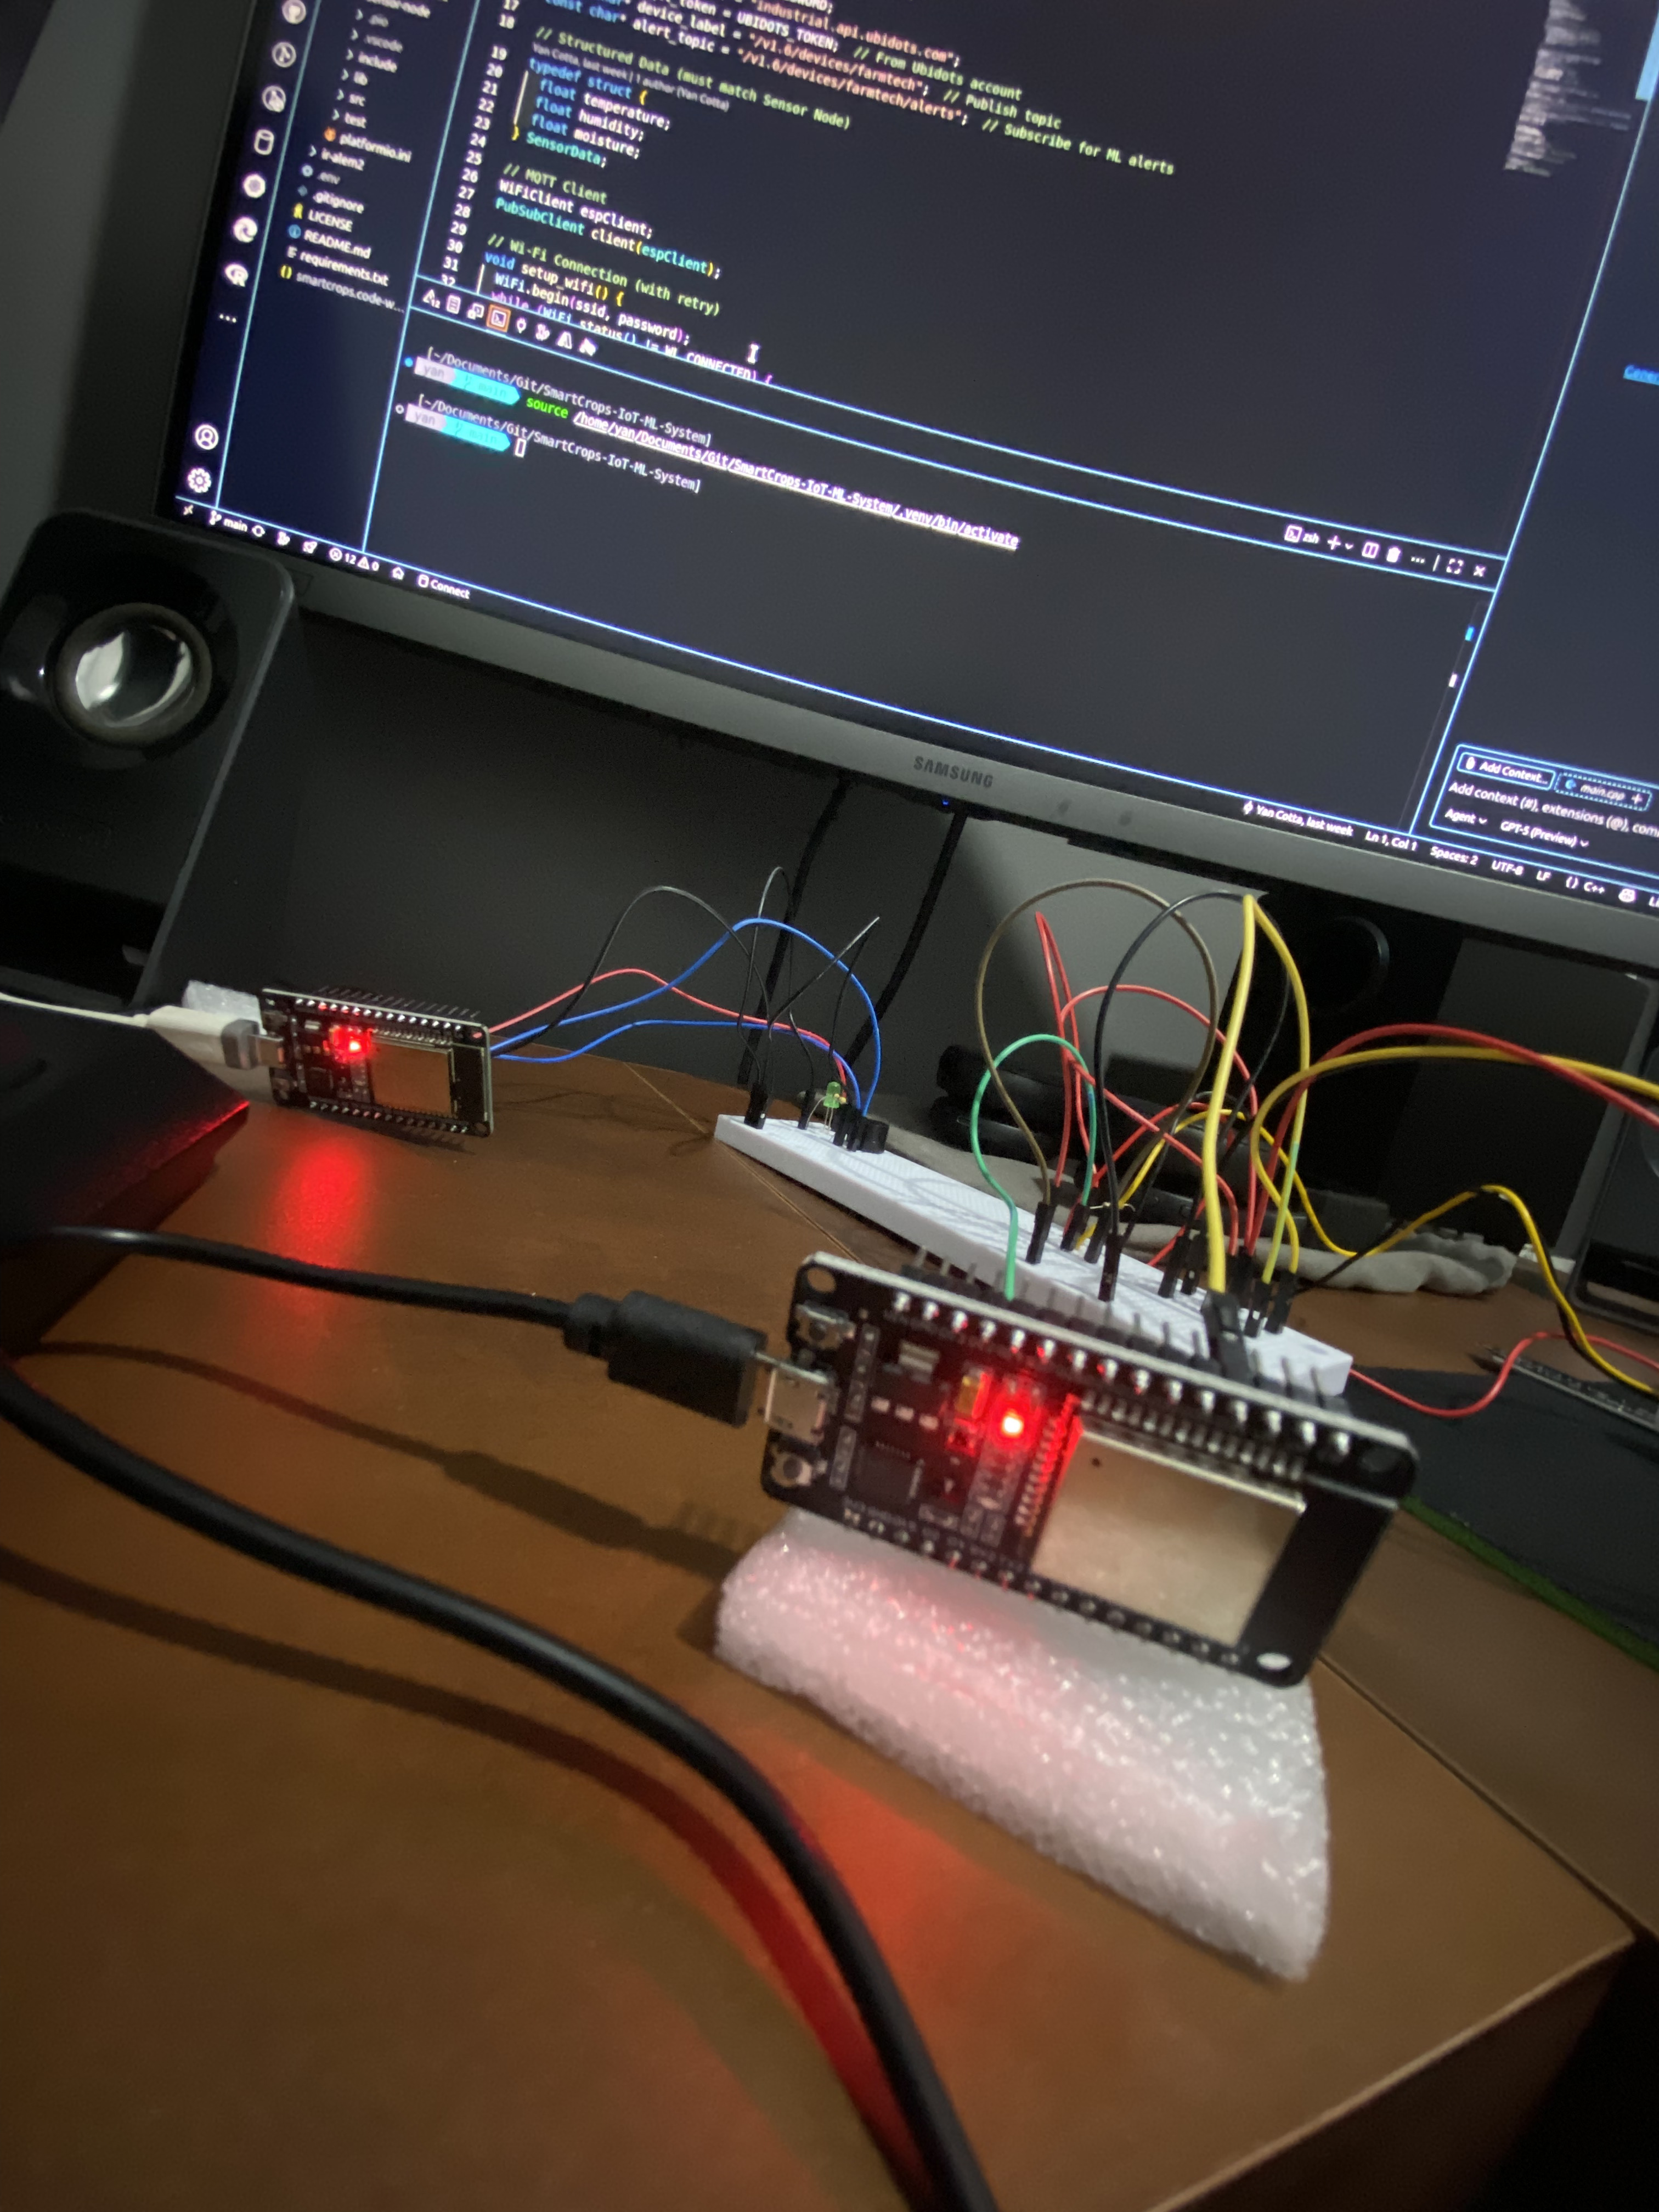 sensor-node
.pio
.vscode
include
lib
src
test
platformio.ini
ir-alem2
.env
.gitignore
LICENSE
README.md
requirements.txt
smartcrops.code-w...
17
18
19
20
21
22
23
24
25
26
27
28
29
30
31
32
"industrial.api.ubidots.com";
_token = UBIDOTS_TOKEN; // From Ubidots account
char* device_label = "/v1.6/devices/farmtech"; // Publish topic
const char* alert_topic = "/v1.6/devices/farmtech/alerts"; // Subscribe for ML alerts
// Structured Data (must match Sensor Node)
Yan Cotta, last week | 1 author (Yan Cotta)
typedef struct {
float temperature;
float humidity;
float moisture;
} SensorData;
// MQTT Client
WiFiClient espClient;
PubSubClient client(espClient);
// Wi-Fi Connection (with retry)
void setup_wifi() {
WiFi.begin(ssid, password);
while (WiFi.status() != WL_CONNECTED) {
[~/Documents/Git/SmartCrops-IoT-ML-System]
yan main source /home/yan/Documents/Git/SmartCrops-IoT-ML-System/.venv/bin/activate
[~/Documents/Git/SmartCrops-IoT-ML-System]
yan main
zsh
main 12 0 Connect
Yan Cotta, last week Ln 1, Col 1 Spaces: 2 UTF-8 LF {} C++
Add Context... main.cpp +
Add context (#), extensions (@), com
Agent GPT-5 (Preview)
SAMSUNG